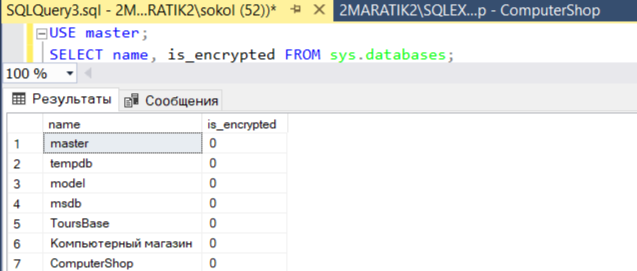 SQLQuery3.sql - 2M...RATIK2\sokol (52))* 2MARATIK2\SQLEX...p - ComputerShop
USE master;
SELECT name, is_encrypted FROM sys.databases;
100 %
Результаты Сообщения
name is_encrypted
1 master 0
2 tempdb 0
3 model 0
4 msdb 0
5 ToursBase 0
6 Компьютерный магазин 0
7 ComputerShop 0